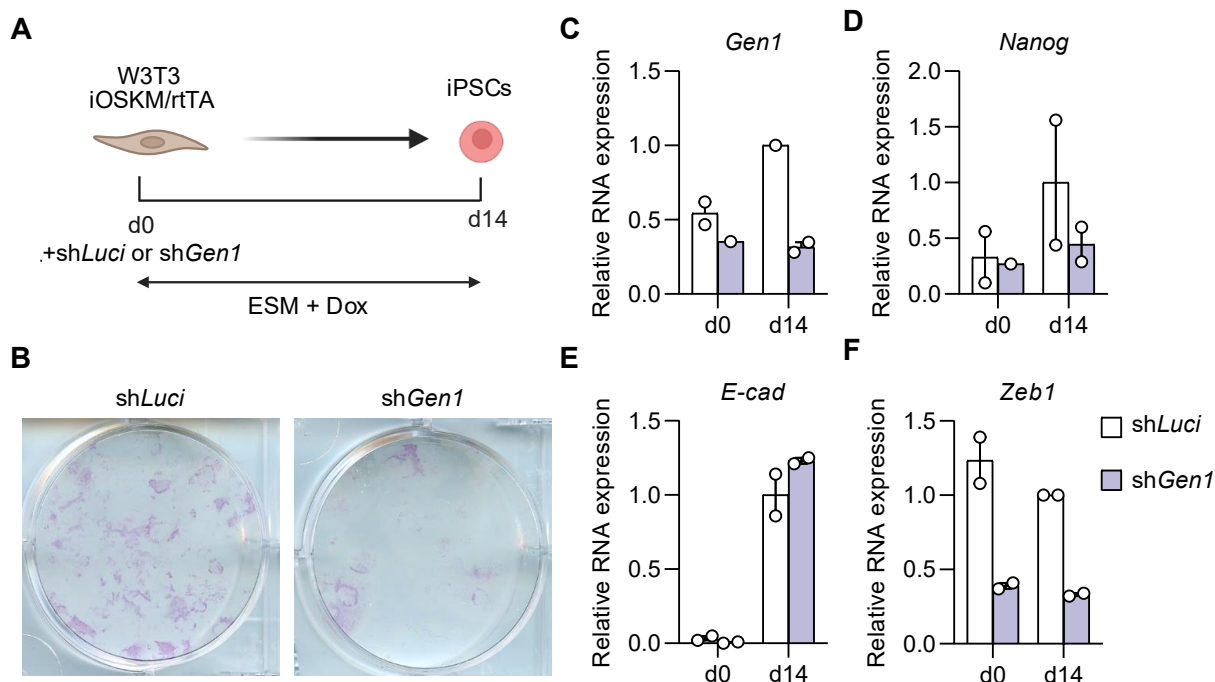 A
W3T3
iOSKM/rtTA
iPSCs
d0
d14
.+shLuci or shGen1
ESM + Dox
B
shLuci
shGen1
C
Gen1
Relative RNA expression
1.5
1.0
0.5
0.0
d0
d14
D
Nanog
Relative RNA expression
2.0
1.5
1.0
0.5
0.0
d0
d14
E
E-cad
Relative RNA expression
1.5
1.0
0.5
0.0
d0
d14
F
Zeb1
Relative RNA expression
1.5
1.0
0.5
0.0
d0
d14
shLuci
shGen1